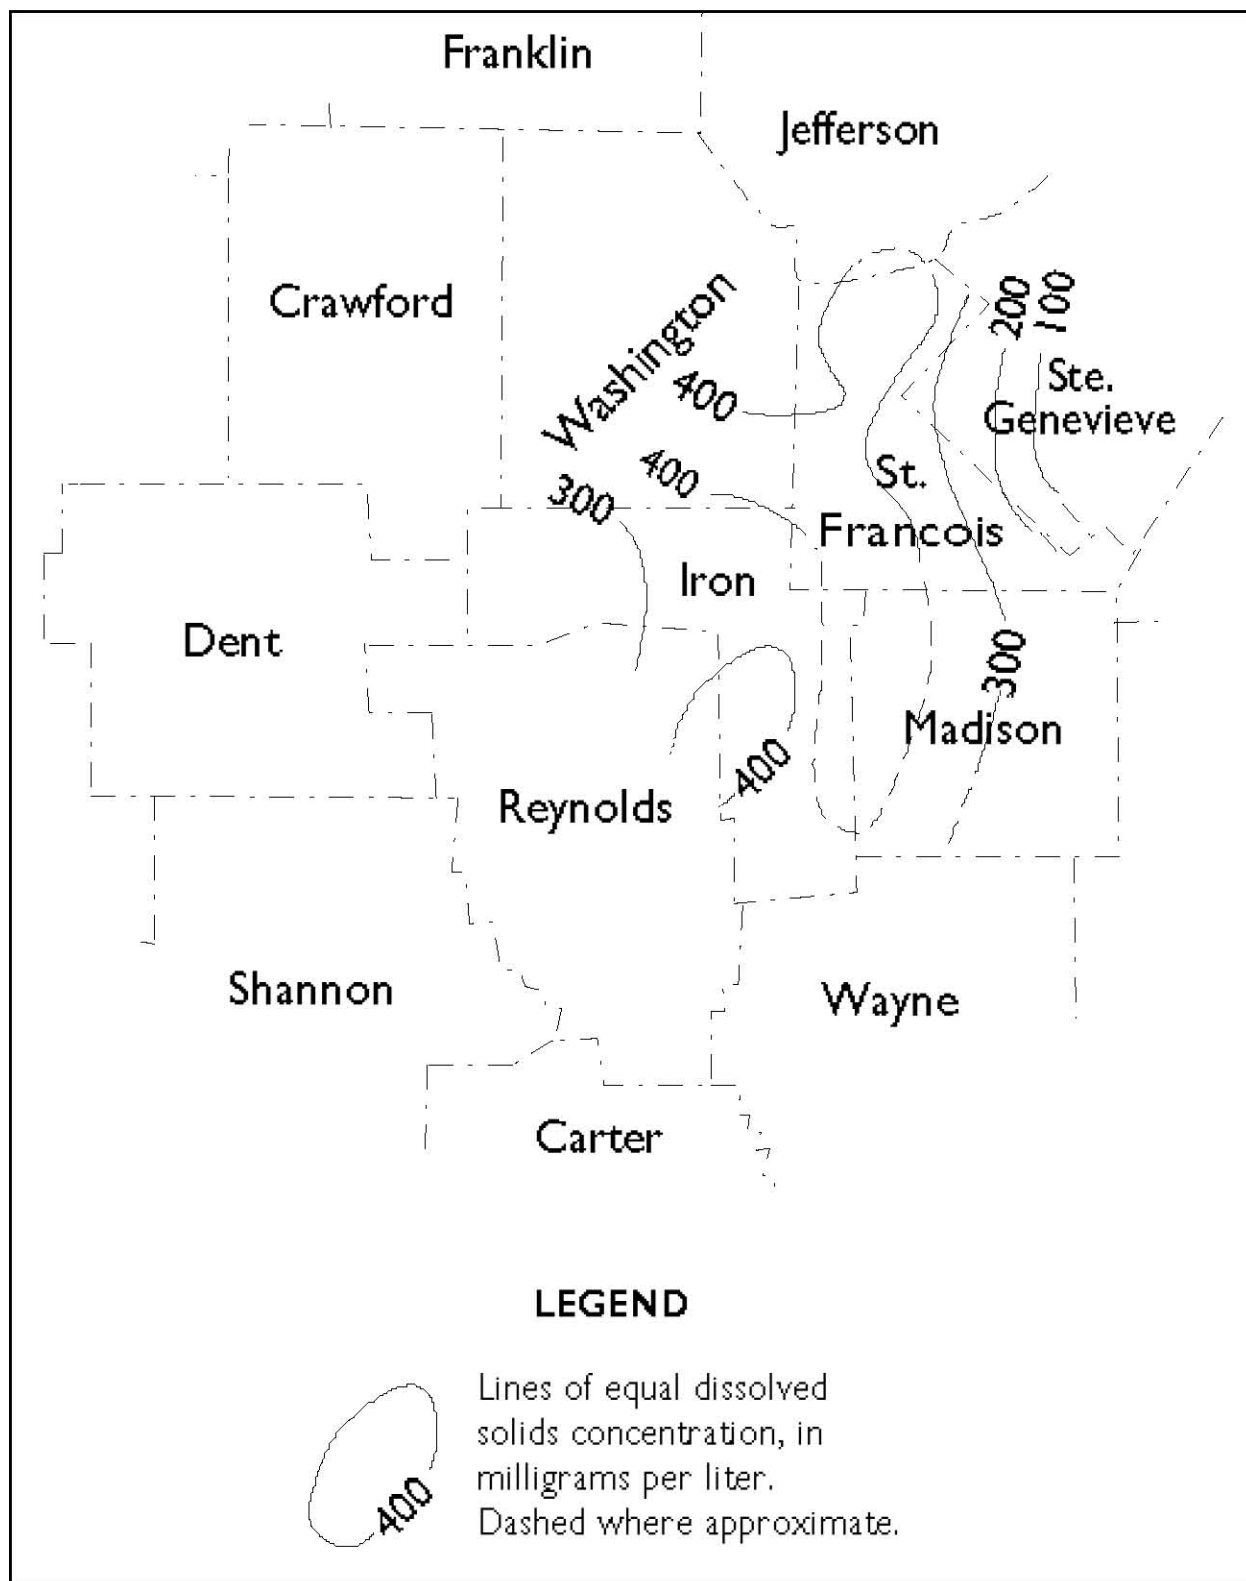 Franklin
Jefferson
Crawford
Washington
200
100
400
Ste.
Genevieve
400
St.
300
Francois
Iron
Dent
300
Madison
400
Reynolds
Shannon
Wayne
Carter
LEGEND
Lines of equal dissolved
solids concentration, in
milligrams per liter.
Dashed where approximate.
400